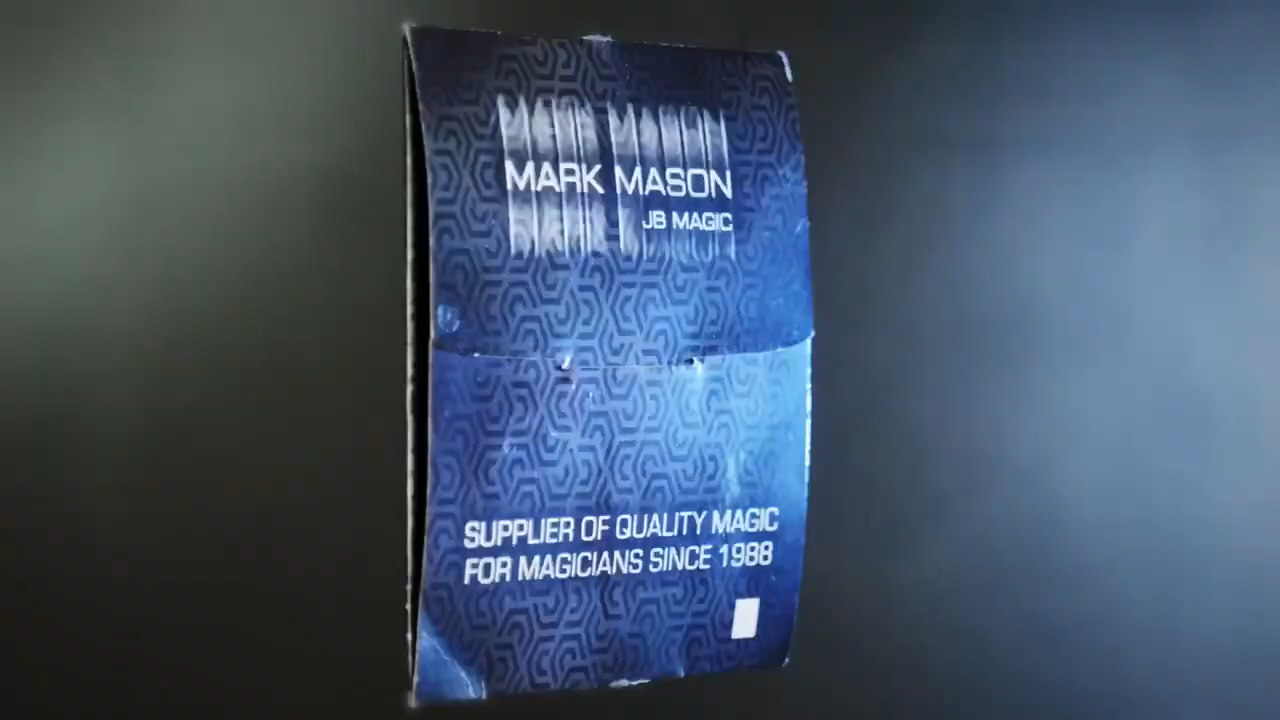 MARK MASON
JB MAGIC
SUPPLIER OF QUALITY MAGIC
FOR MAGICIANS SINCE 1988